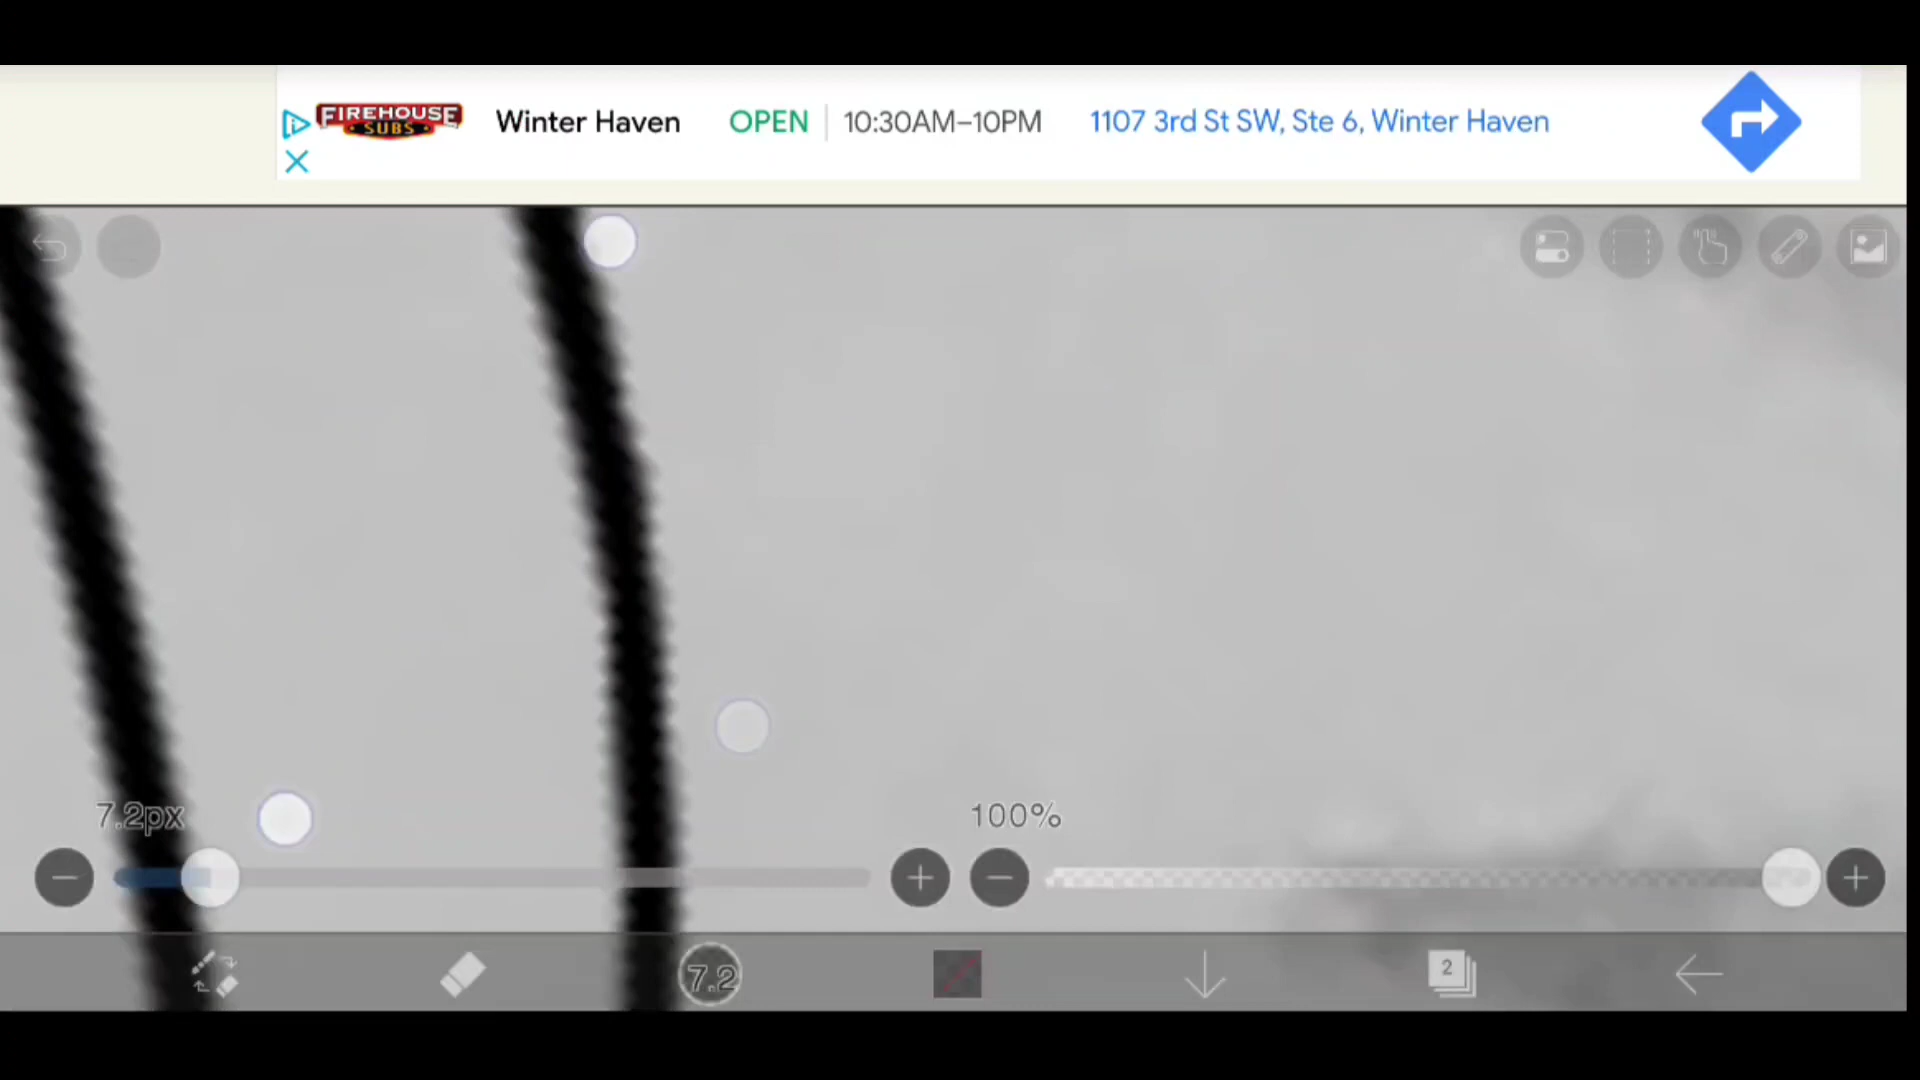 FIREHOUSE
SUBS
Winter Haven OPEN 10:30AM–10PM 1107 3rd St SW, Ste 6, Winter Haven
7.2px
100%
7.2
2